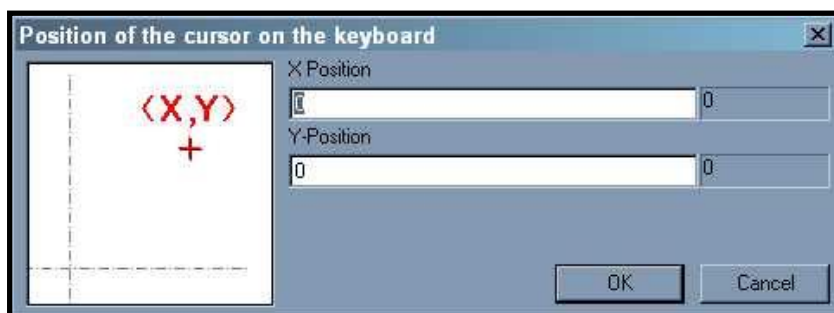 Position of the cursor on the keyboard
X Position
(X,Y)
0 0
Y-Position
0 0
OK Cancel